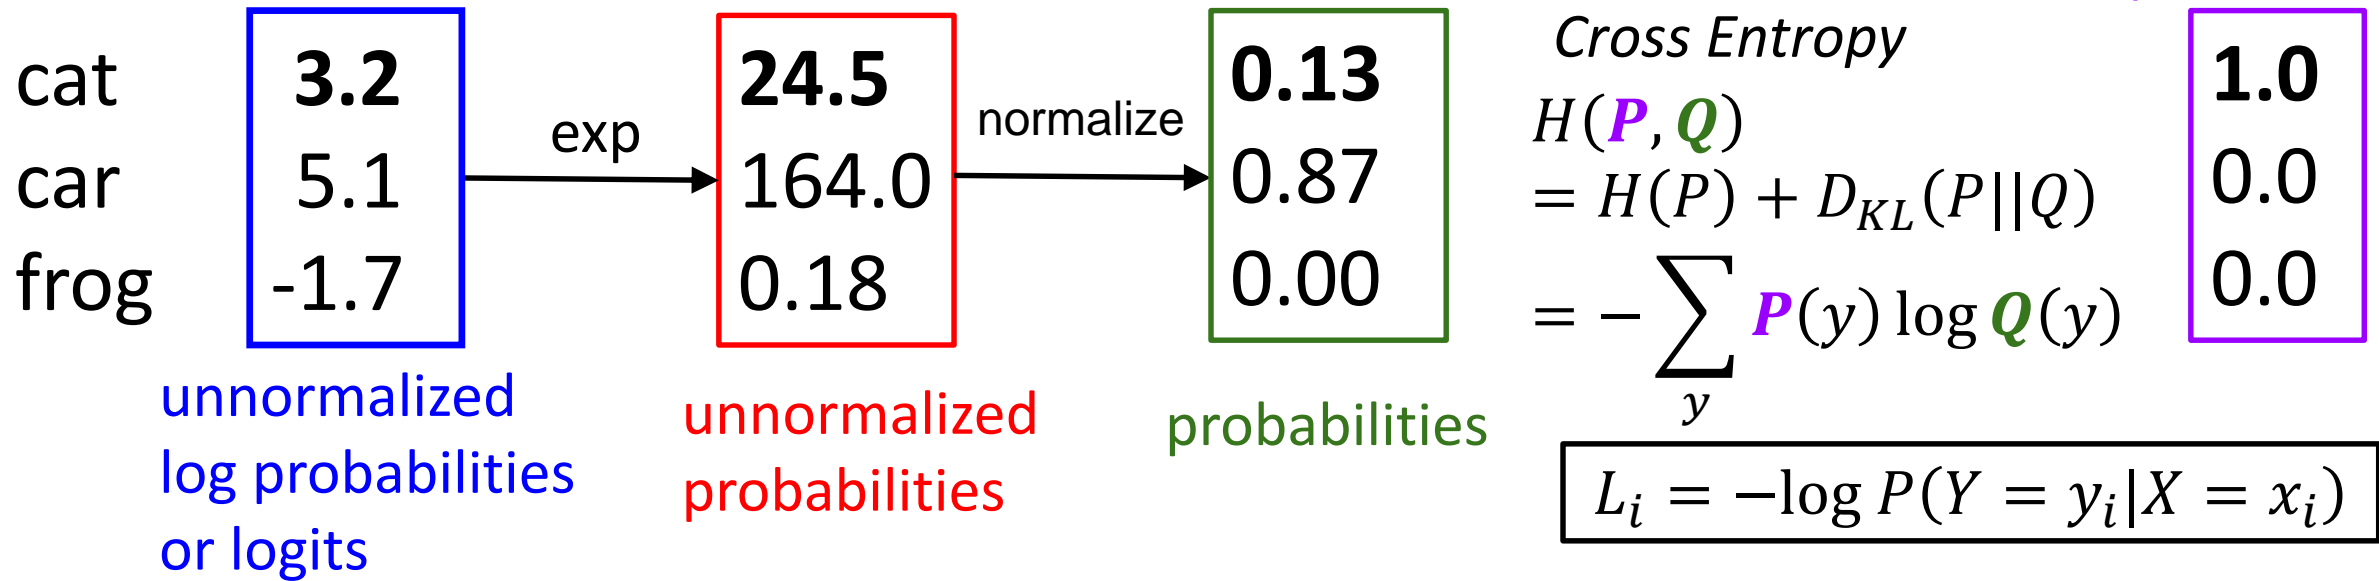 cat 3.2 24.5 0.13 1.0
car 5.1 164.0 0.87 0.0
frog -1.7 0.18 0.00 0.0
exp
normalize
unnormalized
log probabilities
or logits
unnormalized
probabilities
probabilities
Cross Entropy
H(P, Q)
= H(P) + D_{KL}(P||Q)
= − ∑_y P(y) log Q(y)
L_i = −log P(Y = y_i|X = x_i)